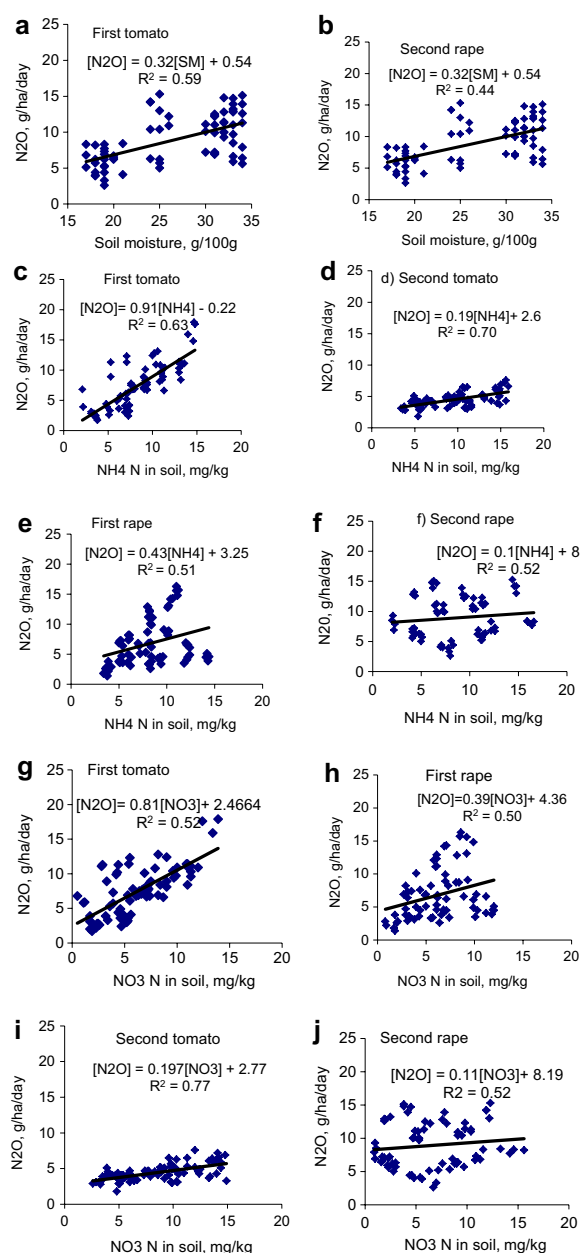 a
First tomato
[N2O] = 0.32[SM] + 0.54
R² = 0.59
N2O, g/ha/day
25
20
15
10
5
0
15 20 25 30 35
Soil moisture, g/100g
b
Second rape
[N2O] = 0.32[SM] + 0.54
R² = 0.44
N2O, g/ha/day
25
20
15
10
5
0
15 20 25 30 35
Soil moisture, g/100g
c
First tomato
[N2O]= 0.91[NH4] - 0.22
R² = 0.63
N2O, g/ha/day
25
20
15
10
5
0
0 5 10 15 20
NH4 N in soil, mg/kg
d
d) Second tomato
[N2O] = 0.19[NH4]+ 2.6
R² = 0.70
N2O, g/ha/day
25
20
15
10
5
0
0 5 10 15 20
NH4 N in soil, mg/kg
e
First rape
[N2O] = 0.43[NH4] + 3.25
R² = 0.51
N2O, g/ha/day
25
20
15
10
5
0
0 5 10 15 20
NH4 N in soil, mg/kg
f
f) Second rape
[N2O] = 0.1[NH4] + 8
R² = 0.52
N20, g/ha/day
25
20
15
10
5
0
0 5 10 15 20
NH4 N in soil, mg/kg
g
First tomato
[N2O]= 0.81[NO3]+ 2.4664
R² = 0.52
N2O, g/ha/day
25
20
15
10
5
0
0 5 10 15 20
NO3 N in soil, mg/kg
h
First rape
[N2O]=0.39[NO3]+ 4.36
R² = 0.50
N2O, g/ha/day
25
20
15
10
5
0
0 5 10 15 20
NO3 N in soil, mg/kg
i
Second tomato
[N2O] = 0.197[NO3] + 2.77
R² = 0.77
N2O, g/ha/day
25
20
15
10
5
0
0 5 10 15 20
NO3 N in soil, mg/kg
j
Second rape
[N2O] = 0.11[NO3]+ 8.19
R2 = 0.52
N2O, g/ha/day
25
20
15
10
5
0
0 5 10 15 20
NO3 N in soil, mg/kg